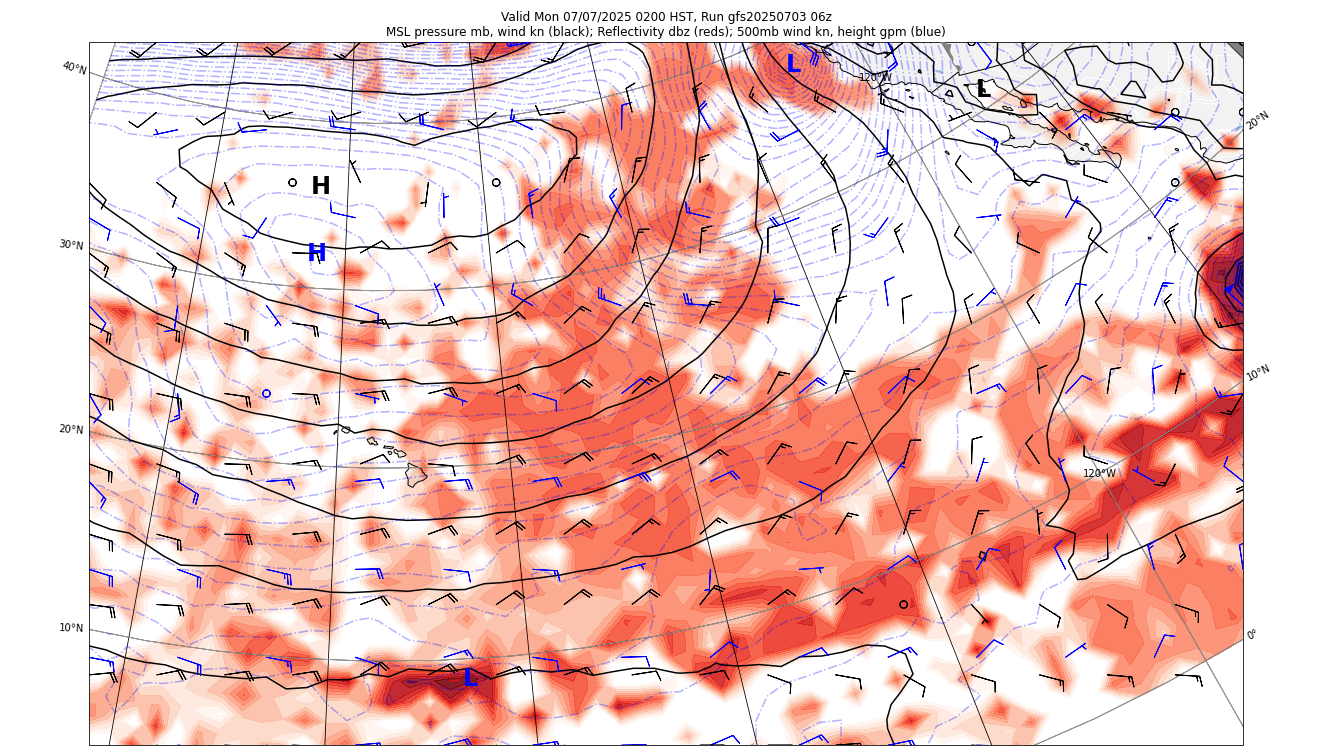 Valid Mon 07/07/2025 0200 HST, Run gfs20250703 06z
MSL pressure mb, wind kn (black); Reflectivity dbz (reds); 500mb wind kn, height gpm (blue)
40°N
L
120°W
L
20°N
H
30°N
H
10°N
20°N
120°W
10°N
0°
L